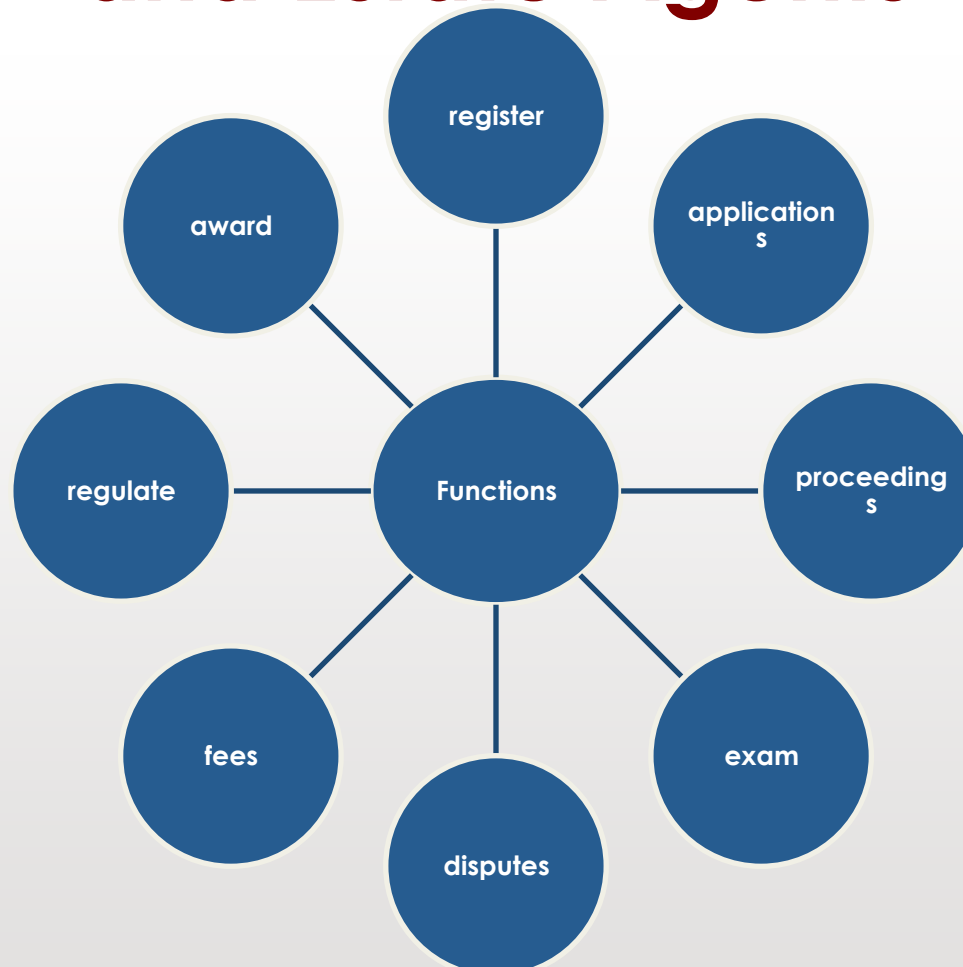 register
award
application
s
regulate
Functions
proceeding
s
fees
exam
disputes